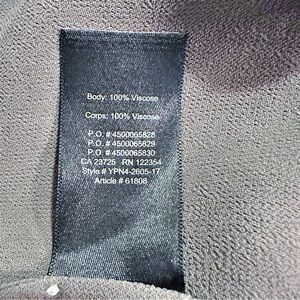 Body: 100% Viscose
Corps: 100% Viscose
P.O. # 4500065828
P.O. # 4500065829
P.O. # 4500065830
CA 23725 RN 122354
Style # YPN4-2605-17
Article # 61808